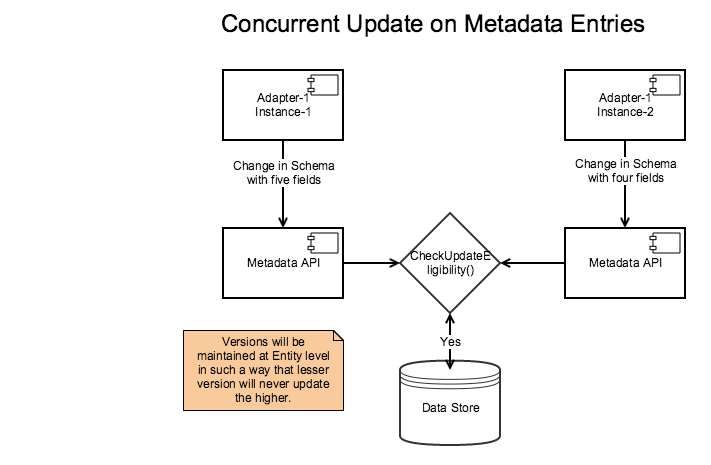 Concurrent Update on Metadata Entries
Adapter-1
Instance-1
Adapter-1
Instance-2
Change in Schema
with five fields
Change in Schema
with four fields
Metadata API
CheckUpdateE
ligibility()
Metadata API
Versions will be
maintained at Entity level
in such a way that lesser
version will never update
the higher.
Yes
Data Store